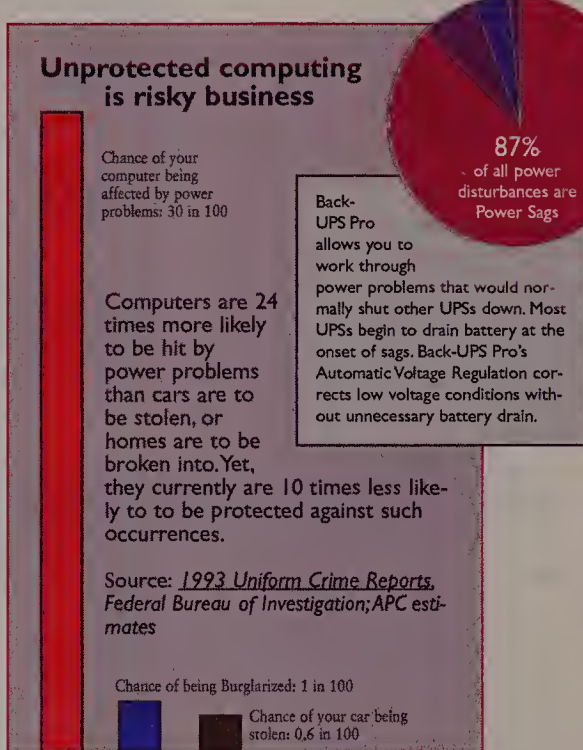 Unprotected computing
is risky business
Chance of your
computer being
affected by power
problems: 30 in 100
87%
of all power
disturbances are
Power Sags
Back-
UPS Pro
allows you to
work through
power problems that would nor-
mally shut other UPSs down. Most
UPSs begin to drain battery at the
onset of sags. Back-UPS Pro's
Automatic Voltage Regulation cor-
rects low voltage conditions with-
out unnecessary battery drain.
Computers are 24
times more likely
to be hit by
power problems
than cars are to
be stolen, or
homes are to be
broken into. Yet,
they currently are 10 times less like-
ly to to be protected against such
occurrences.
Source: 1993 Uniform Crime Reports,
Federal Bureau of Investigation; APC esti-
mates
Chance of being Burglarized: 1 in 100
Chance of your car being
stolen: 0.6 in 100